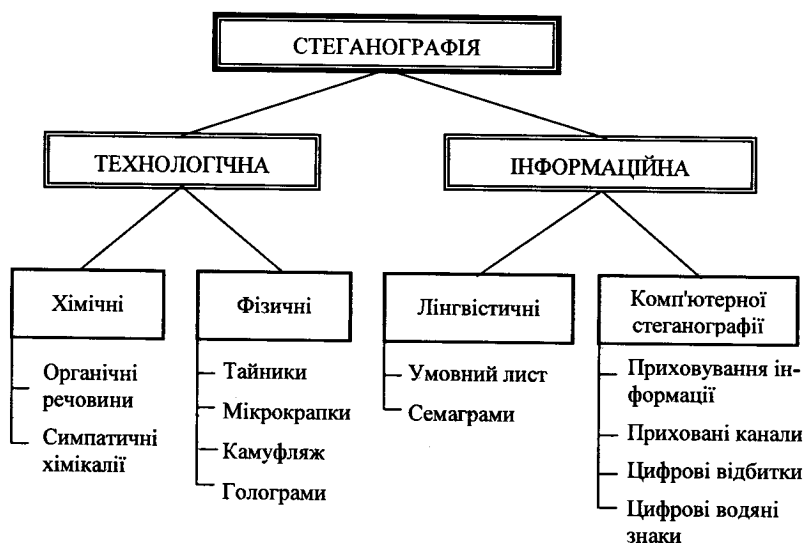 СТЕГАНОГРАФІЯ
ТЕХНОЛОГІЧНА
ІНФОРМАЦІЙНА
Хімічні
Фізичні
Лінгвістичні
Комп'ютерної
стеганографії
Органічні
речовини
Симпатичні
хімікалії
Тайники
Мікрокрапки
Камуфляж
Голограми
Умовний лист
Семаграми
Приховування ін-
формації
Приховані канали
Цифрові відбитки
Цифрові водяні
знаки